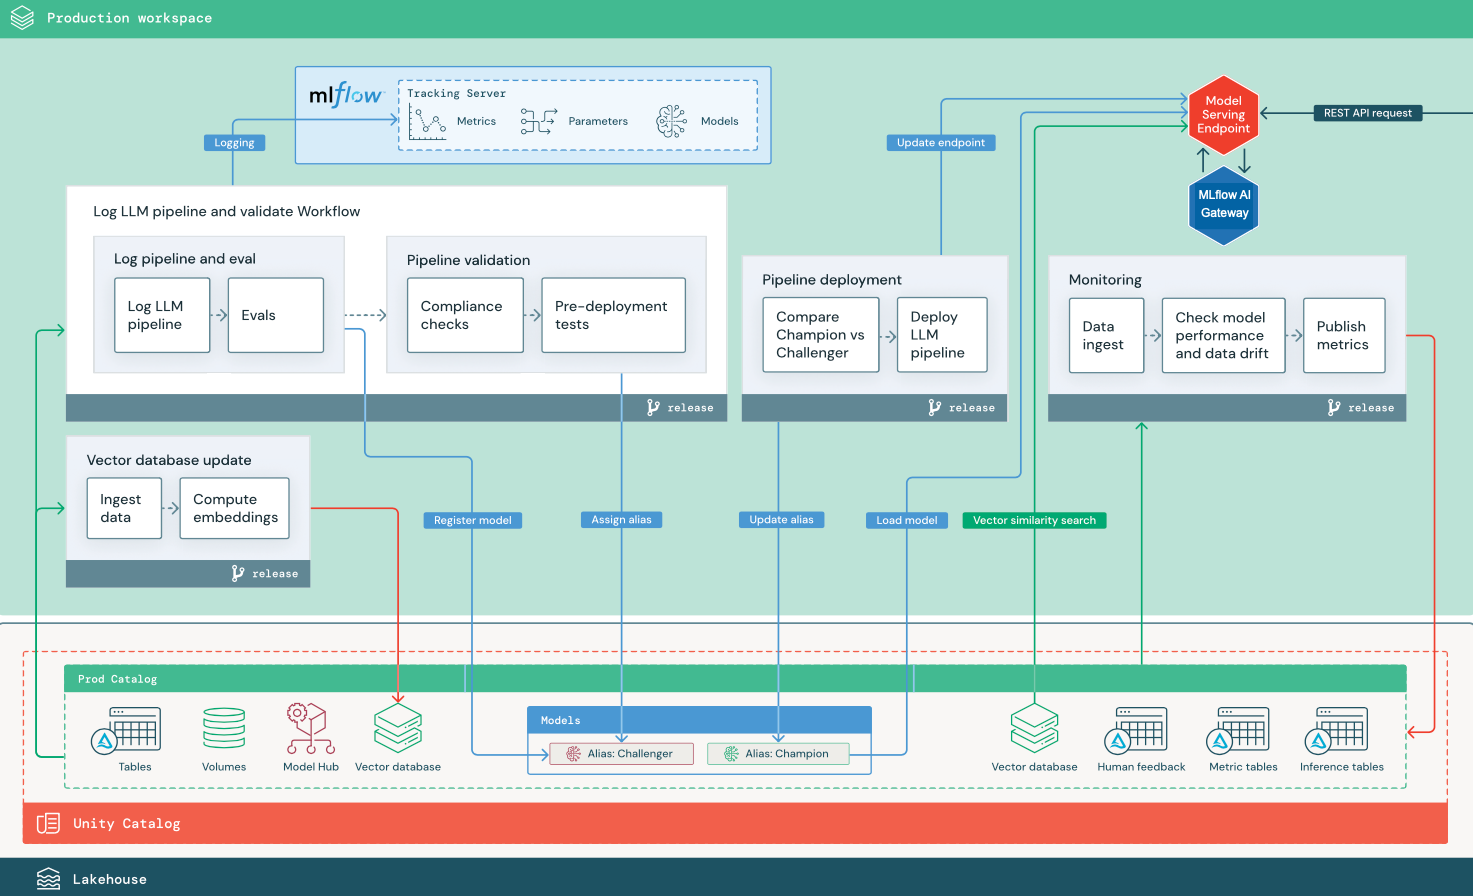 Production workspace
mlflow
Tracking Server
Metrics
Parameters
Models
Logging
Update endpoint
Model
Serving
Endpoint
REST API request
MLflow AI
Gateway
Log LLM pipeline and validate Workflow
Log pipeline and eval
Log LLM
pipeline
Evals
Pipeline validation
Compliance
checks
Pre-deployment
tests
release
Pipeline deployment
Compare
Champion vs
Challenger
Deploy
LLM
pipeline
release
Monitoring
Data
ingest
Check model
performance
and data drift
Publish
metrics
release
Vector database update
Ingest
data
Compute
embeddings
release
Register model
Assign alias
Update alias
Load model
Vector similarity search
Prod Catalog
Tables
Volumes
Model Hub
Vector database
Models
Alias: Challenger
Alias: Champion
Vector database
Human feedback
Metric tables
Inference tables
Unity Catalog
Lakehouse